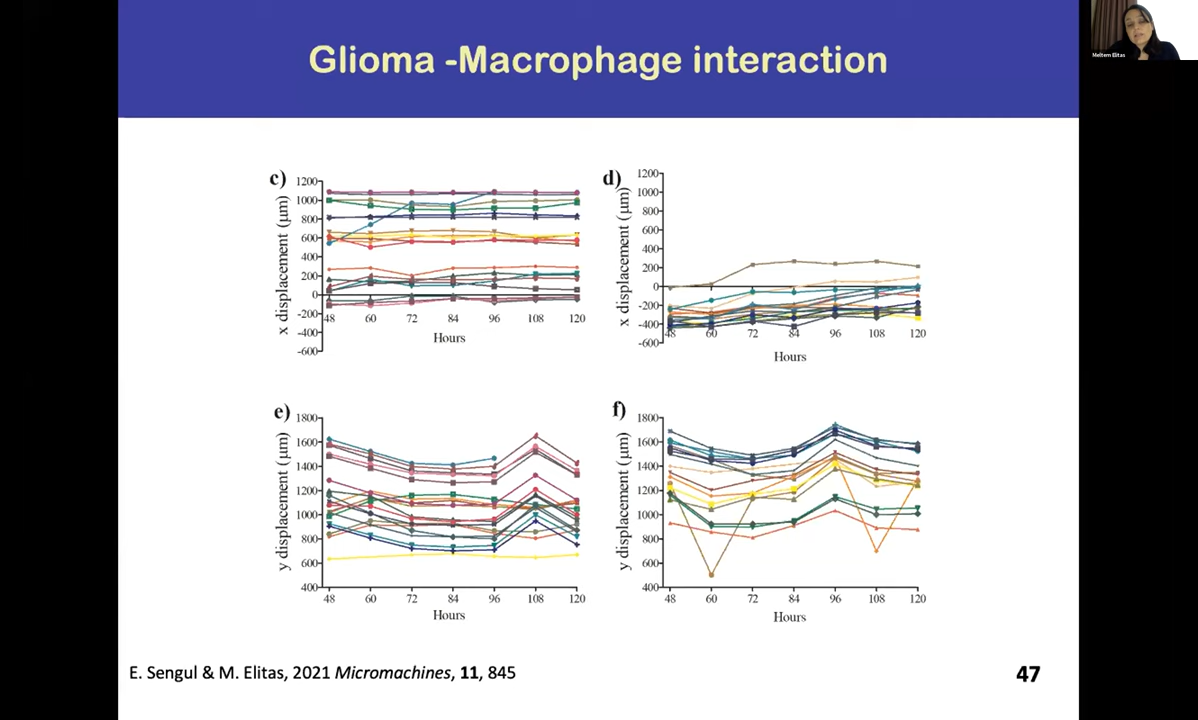 Glioma -Macrophage interaction
Meltem Elitas
c)
1200
1000
800
600
400
200
0
-200
-400
-600
x displacement (μm)
48 60 72 84 96 108 120
Hours
d)
1200
1000
800
600
400
200
0
-200
-400
-600
x displacement (μm)
48 60 72 84 96 108 120
Hours
e)
1800
1600
1400
1200
1000
800
600
400
y displacement (μm)
48 60 72 84 96 108 120
Hours
f)
1800
1600
1400
1200
1000
800
600
400
y displacement (μm)
48 60 72 84 96 108 120
Hours
E. Sengul & M. Elitas, 2021 Micromachines, 11, 845
47